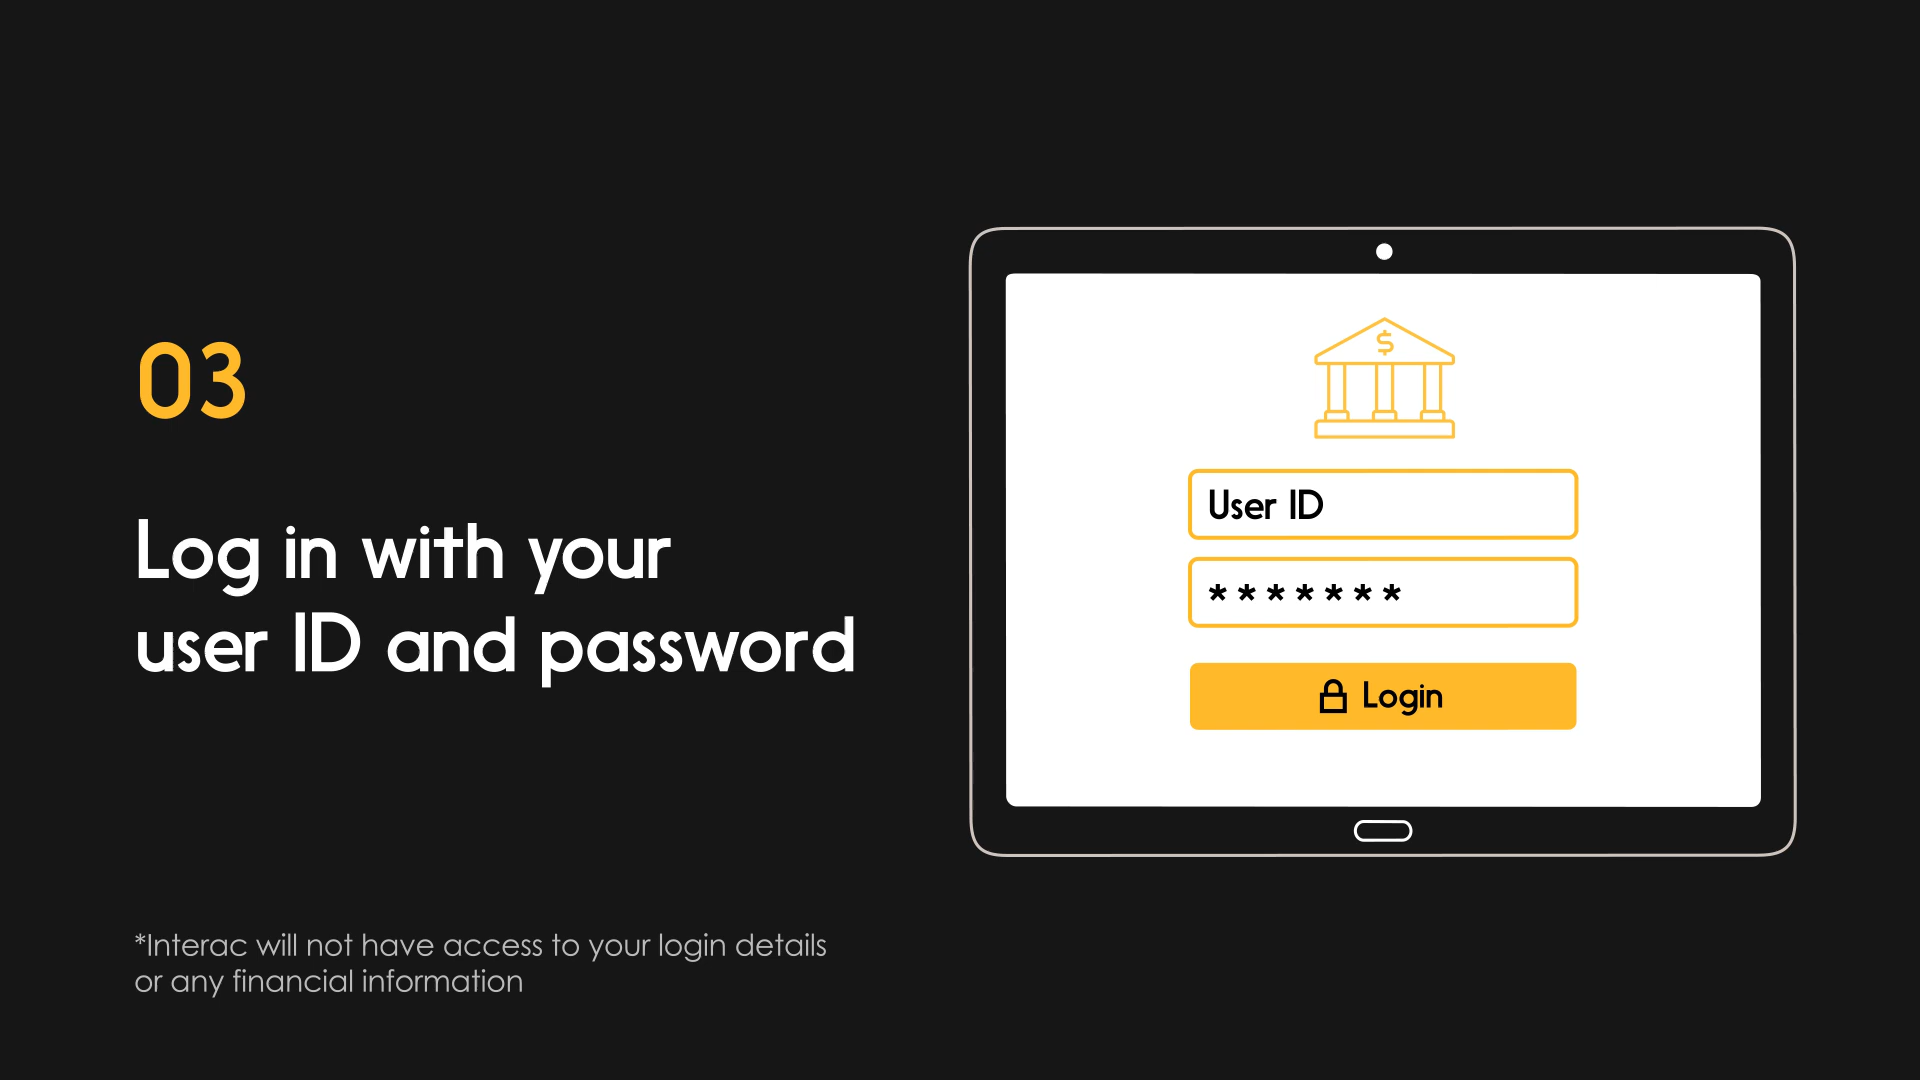 03
Log in with your
user ID and password
*Interac will not have access to your login details
or any financial information
$
User ID
*******
Login